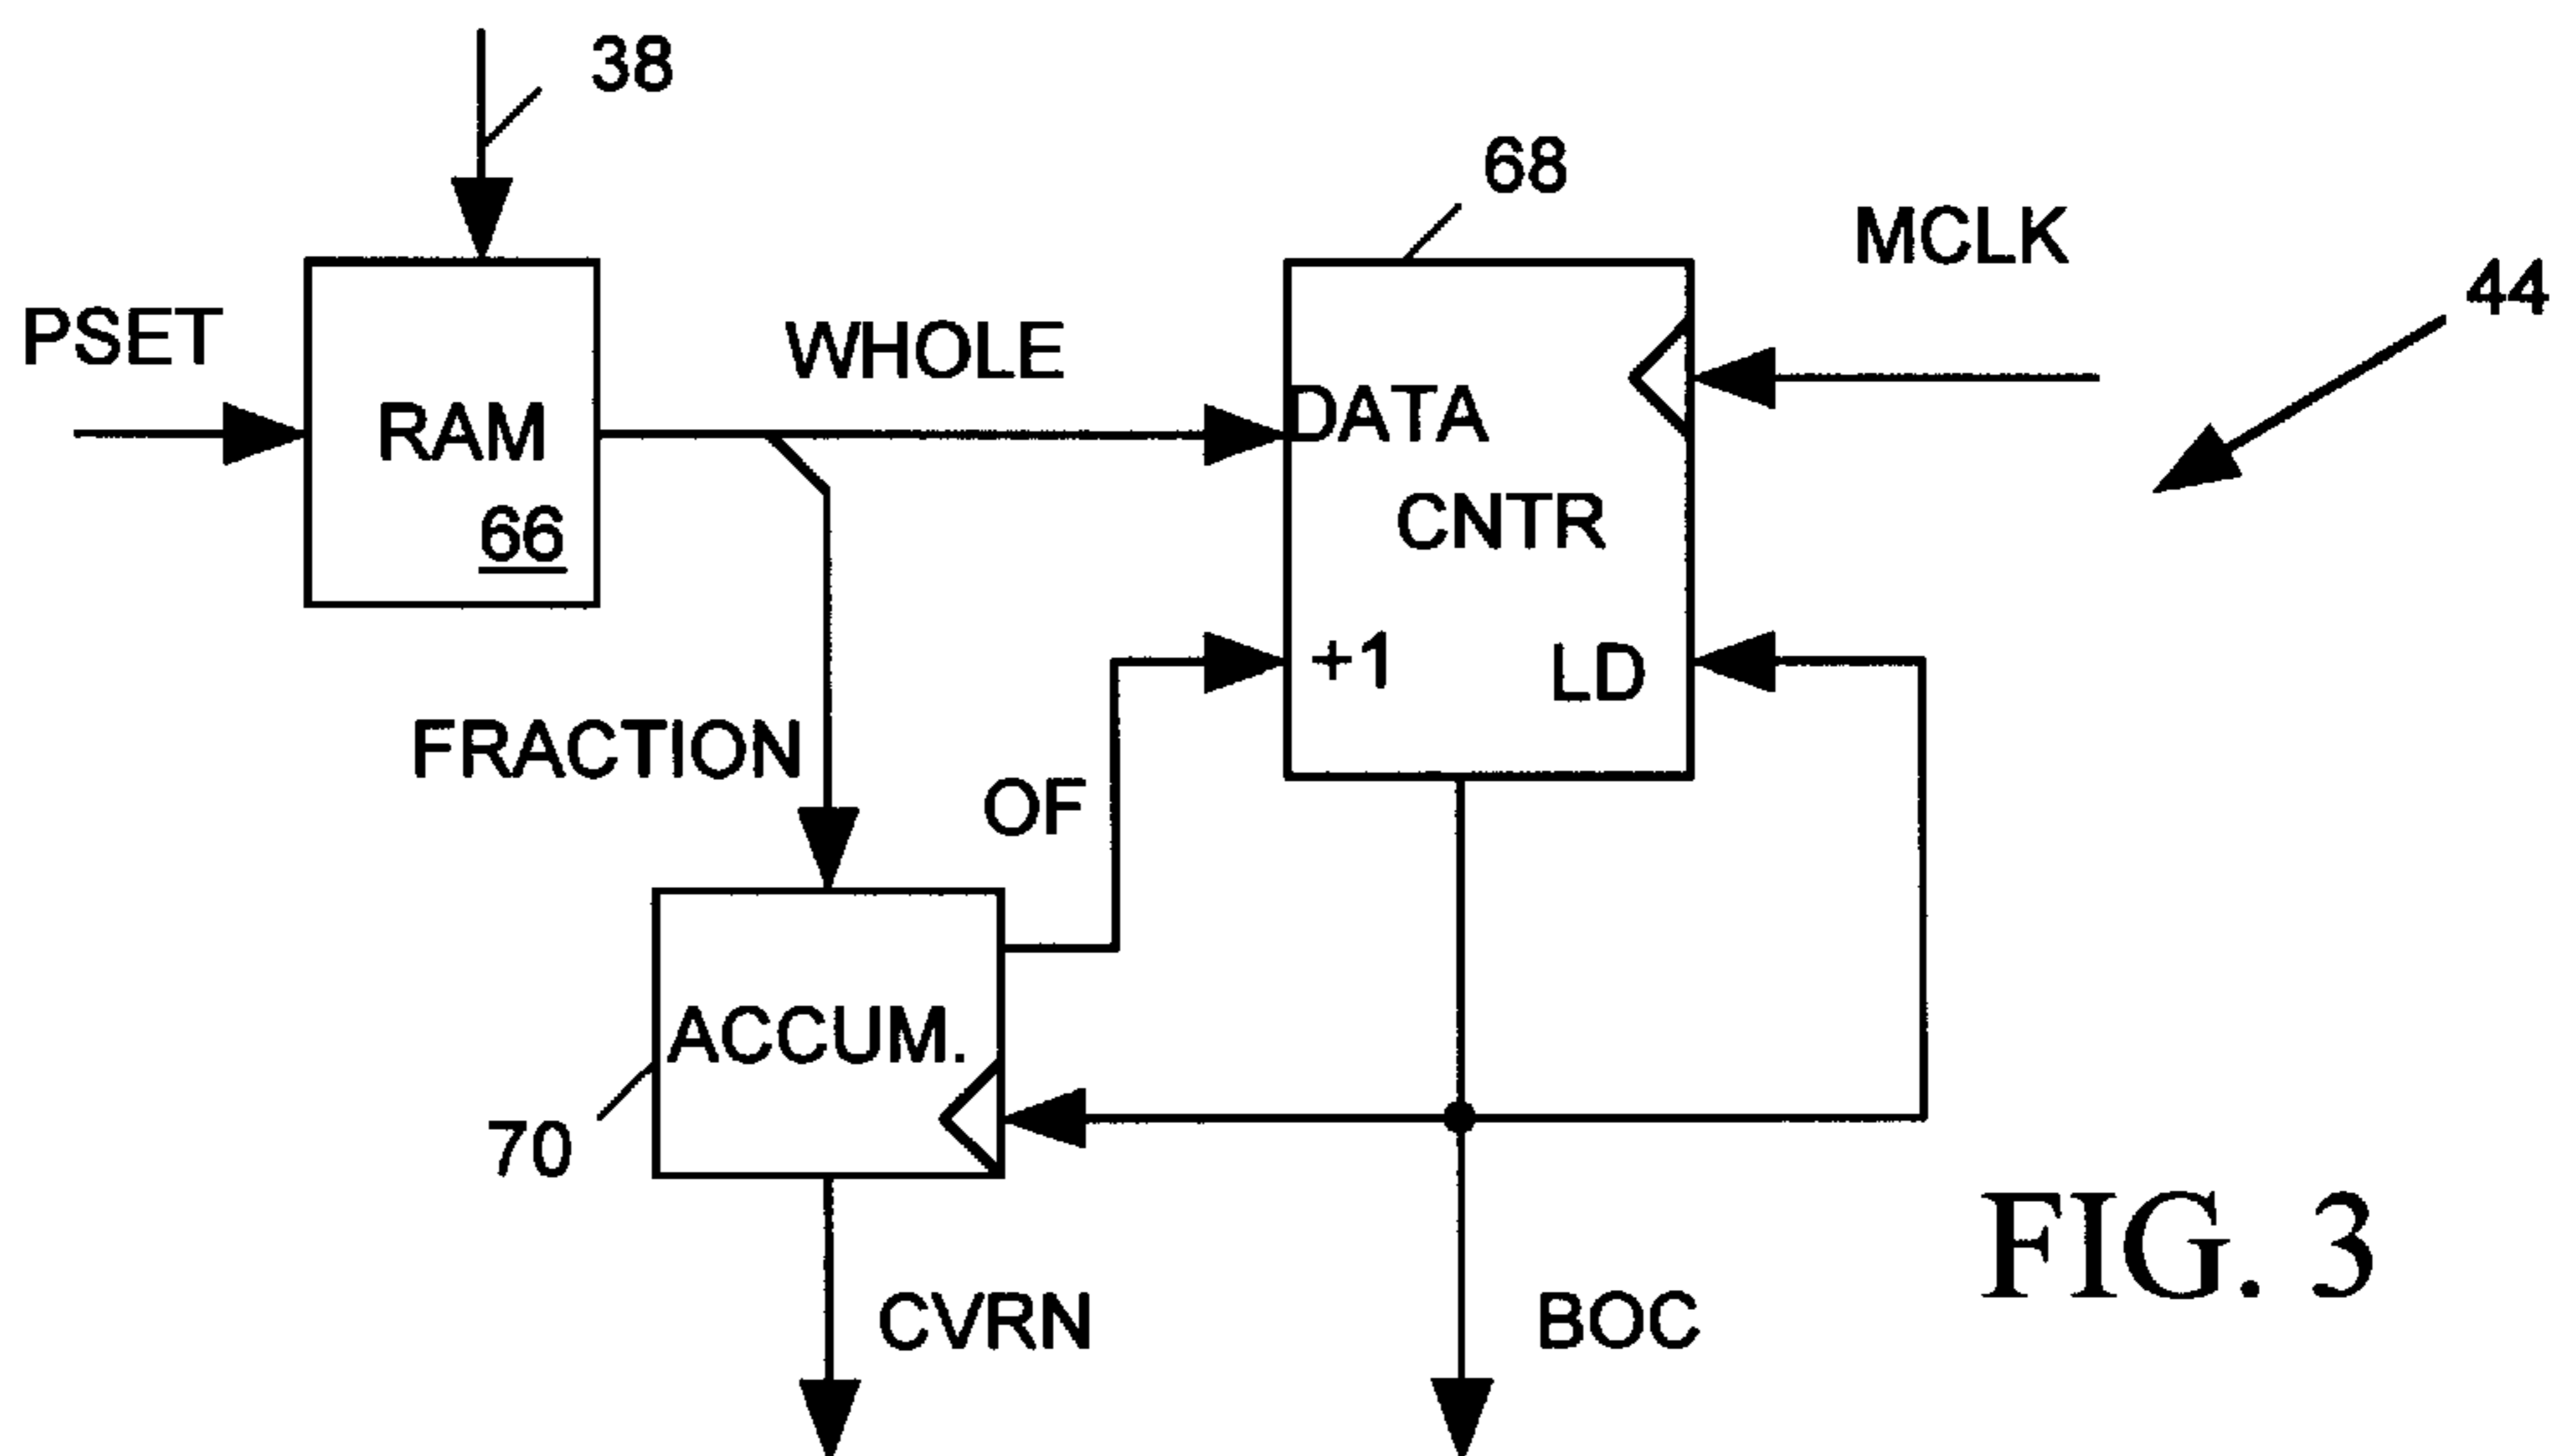 38
68
MCLK
44
PSET
WHOLE
RAM
DATA
66
CNTR
+1
LD
FRACTION
OF
ACCUM.
70
CVRN
BOC
FIG. 3